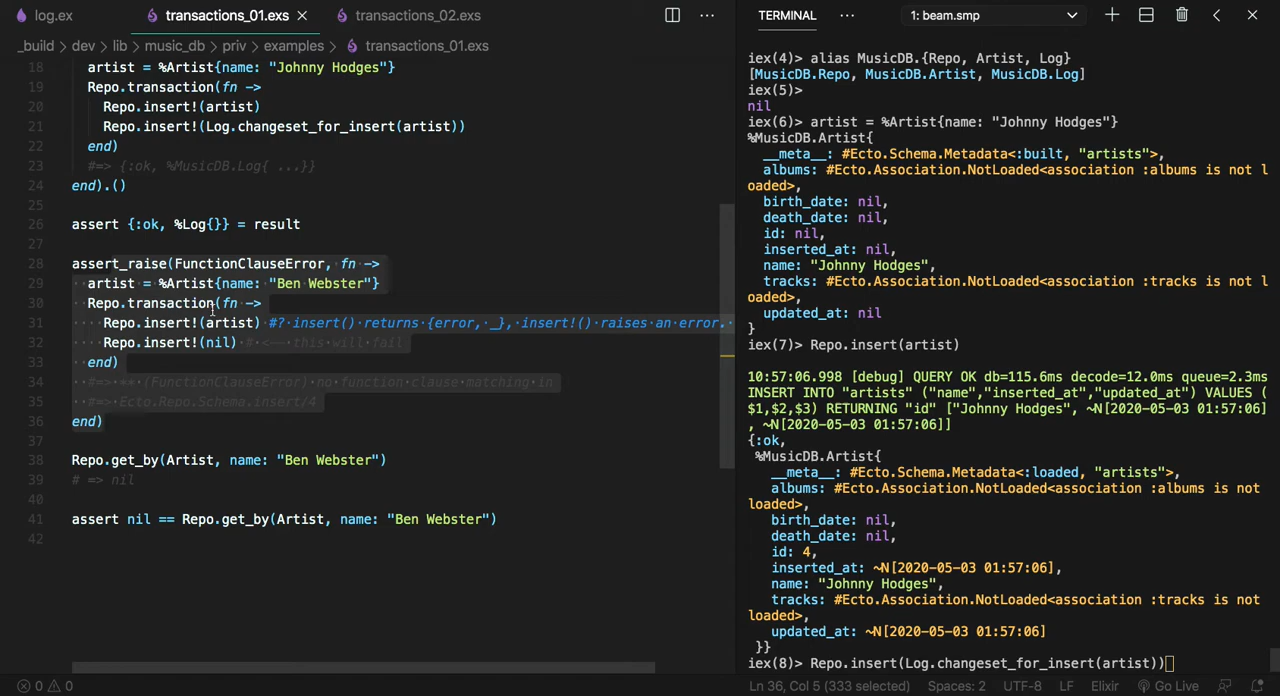 log.ex
transactions_01.exs
transactions_02.exs
_build > dev > lib > music_db > priv > examples > transactions_01.exs
18 artist = %Artist{name: "Johnny Hodges"}
19 Repo.transaction(fn ->
20 Repo.insert!(artist)
21 Repo.insert!(Log.changeset_for_insert(artist))
22 end)
23 #=> {:ok, %MusicDB.Log{ ...}}
24 end).()
25
26 assert {:ok, %Log{}} = result
27
28 assert_raise(FunctionClauseError, fn ->
29 artist = %Artist{name: "Ben Webster"}
30 Repo.transaction(fn ->
31 Repo.insert!(artist) #? insert() returns {error, _}, insert!() raises an error.
32 Repo.insert!(nil) # <-- this will fail
33 end)
34 #=> ** (FunctionClauseError) no function clause matching in
35 #=> Ecto.Repo.Schema.insert/4
36 end)
37
38 Repo.get_by(Artist, name: "Ben Webster")
39 # => nil
40
41 assert nil == Repo.get_by(Artist, name: "Ben Webster")
42
TERMINAL
1: beam.smp
iex(4)> alias MusicDB.{Repo, Artist, Log}
[MusicDB.Repo, MusicDB.Artist, MusicDB.Log]
iex(5)>
nil
iex(6)> artist = %Artist{name: "Johnny Hodges"}
%MusicDB.Artist{
__meta__: #Ecto.Schema.Metadata<:built, "artists">,
albums: #Ecto.Association.NotLoaded<association :albums is not l
oaded>,
birth_date: nil,
death_date: nil,
id: nil,
inserted_at: nil,
name: "Johnny Hodges",
tracks: #Ecto.Association.NotLoaded<association :tracks is not l
oaded>,
updated_at: nil
}
iex(7)> Repo.insert(artist)
10:57:06.998 [debug] QUERY OK db=115.6ms decode=12.0ms queue=2.3ms
INSERT INTO "artists" ("name","inserted_at","updated_at") VALUES (
$1,$2,$3) RETURNING "id" ["Johnny Hodges", ~N[2020-05-03 01:57:06]
, ~N[2020-05-03 01:57:06]]
{:ok,
%MusicDB.Artist{
__meta__: #Ecto.Schema.Metadata<:loaded, "artists">,
albums: #Ecto.Association.NotLoaded<association :albums is not
loaded>,
birth_date: nil,
death_date: nil,
id: 4,
inserted_at: ~N[2020-05-03 01:57:06],
name: "Johnny Hodges",
tracks: #Ecto.Association.NotLoaded<association :tracks is not
loaded>,
updated_at: ~N[2020-05-03 01:57:06]
}}
iex(8)> Repo.insert(Log.changeset_for_insert(artist))
0 0
Ln 36, Col 5 (333 selected) Spaces: 2 UTF-8 LF Elixir Go Live